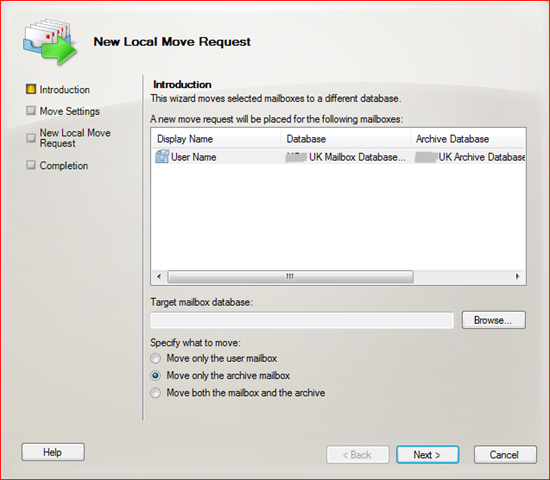 New Local Move Request
Introduction
Move Settings
New Local Move
Request
Completion
Introduction
This wizard moves selected mailboxes to a different database.
A new move request will be placed for the following mailboxes:
Display Name Database Archive Database
User Name UK Mailbox Database... UK Archive Database
Target mailbox database:
Browse...
Specify what to move:
Move only the user mailbox
Move only the archive mailbox
Move both the mailbox and the archive
Help < Back Next > Cancel